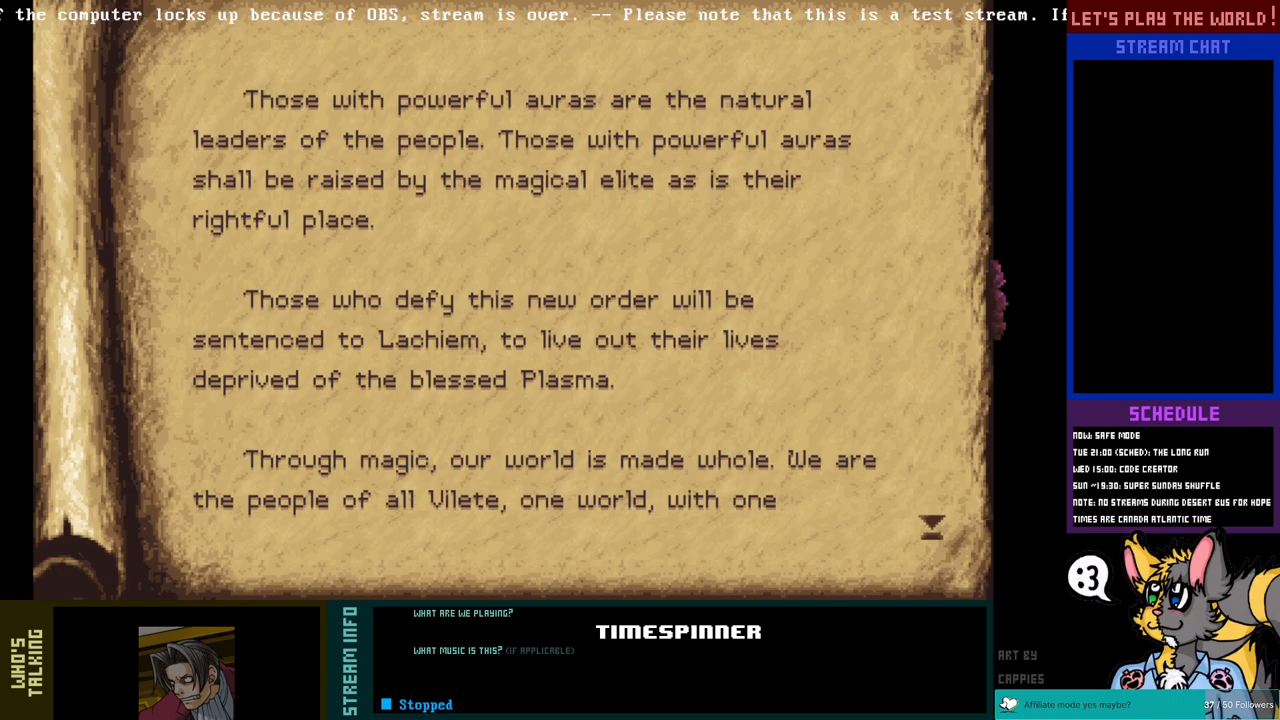 f the computer locks up because of OBS, stream is over. -- Please note that this is a test stream. If
LET'S PLAY THE WORLD!
STREAM CHAT
Those with powerful auras are the natural
leaders of the people. Those with powerful auras
shall be raised by the magical elite as is their
rightful place.
Those who defy this new order will be
sentenced to Lachiem, to live out their lives
deprived of the blessed Plasma.
Through magic, our world is made whole. We are
the people of all Vilete, one world, with one
SCHEDULE
NOW: SAFE MODE
TUE 21:00 (SCHED): THE LONG RUN
WED 15:00: CODE CREATOR
SUN ~19:30: SUPER SUNDAY SHUFFLE
NOTE: NO STREAMS DURING DESERT BUS FOR HOPE
TIMES ARE CANADA ATLANTIC TIME
:3
WHO'S
TALKING
STREAM INFO
WHAT ARE WE PLAYING?
TIMESPINNER
WHAT MUSIC IS THIS? (IF APPLICABLE)
Stopped
ART BY
CAPPIES
Affiliate mode yes maybe?
37 / 50 Followers